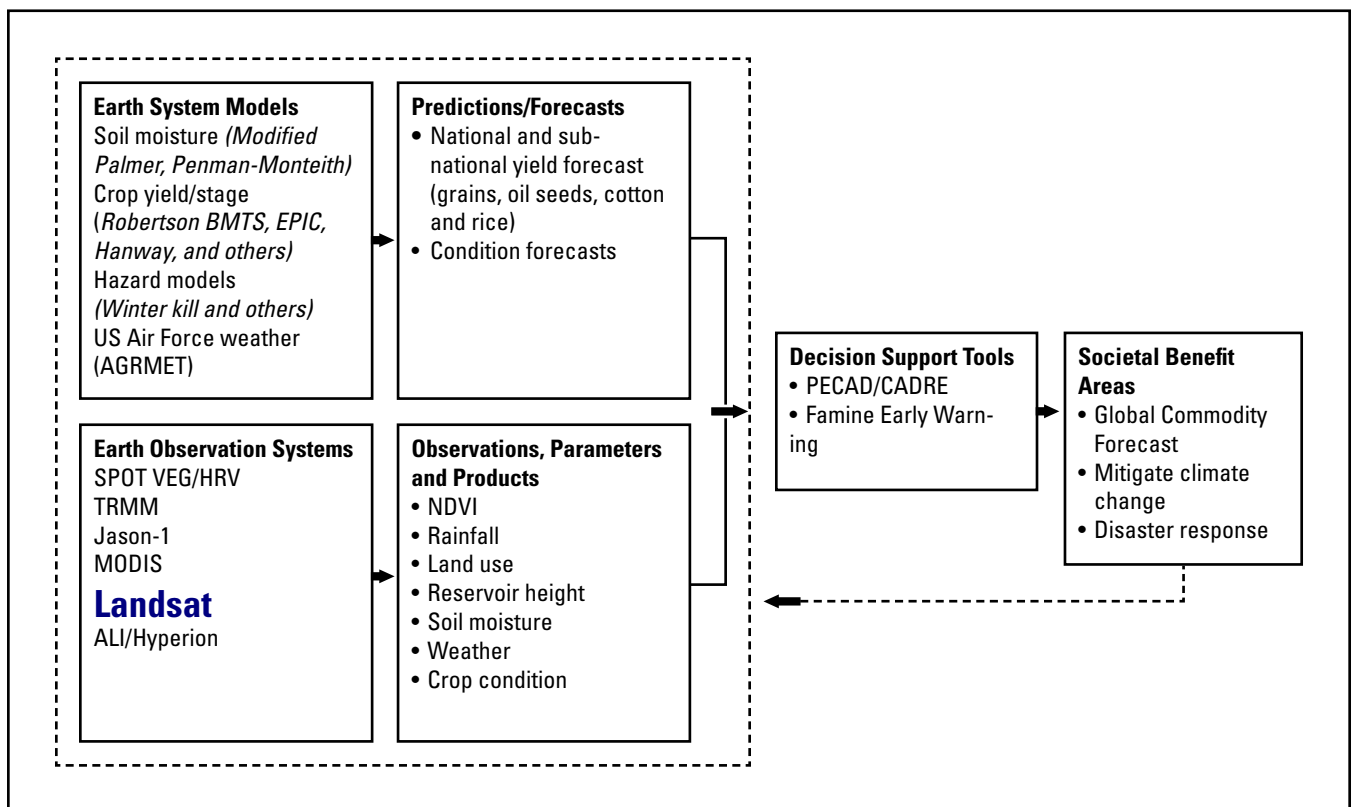 Earth System Models
Soil moisture (Modified
Palmer, Penman-Monteith)
Crop yield/stage
(Robertson BMTS, EPIC,
Hanway, and others)
Hazard models
(Winter kill and others)
US Air Force weather
(AGRMET)
Predictions/Forecasts
• National and sub-
national yield forecast
(grains, oil seeds, cotton
and rice)
• Condition forecasts
Earth Observation Systems
SPOT VEG/HRV
TRMM
Jason-1
MODIS
Landsat
ALI/Hyperion
Observations, Parameters
and Products
• NDVI
• Rainfall
• Land use
• Reservoir height
• Soil moisture
• Weather
• Crop condition
Decision Support Tools
• PECAD/CADRE
• Famine Early Warn-
ing
Societal Benefit
Areas
• Global Commodity
Forecast
• Mitigate climate
change
• Disaster response